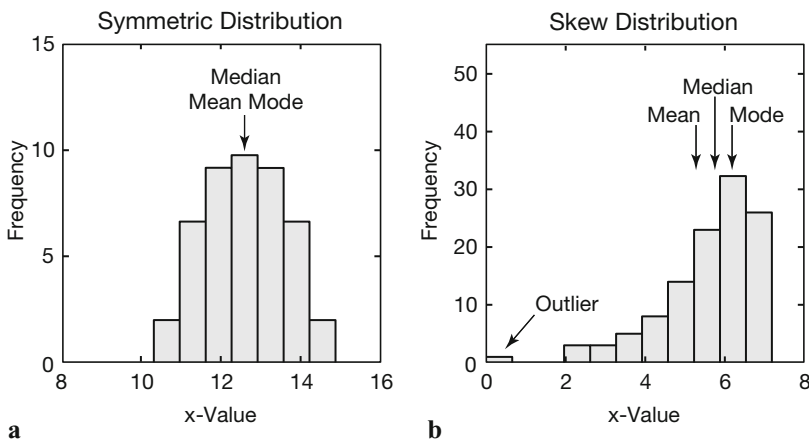 Symmetric Distribution
15
10
5
0
Frequency
Median
Mean Mode
8 10 12 14 16
x-Value
a
Skew Distribution
50
40
30
20
10
0
Frequency
Median
Mean Mode
Outlier
0 2 4 6 8
x-Value
b